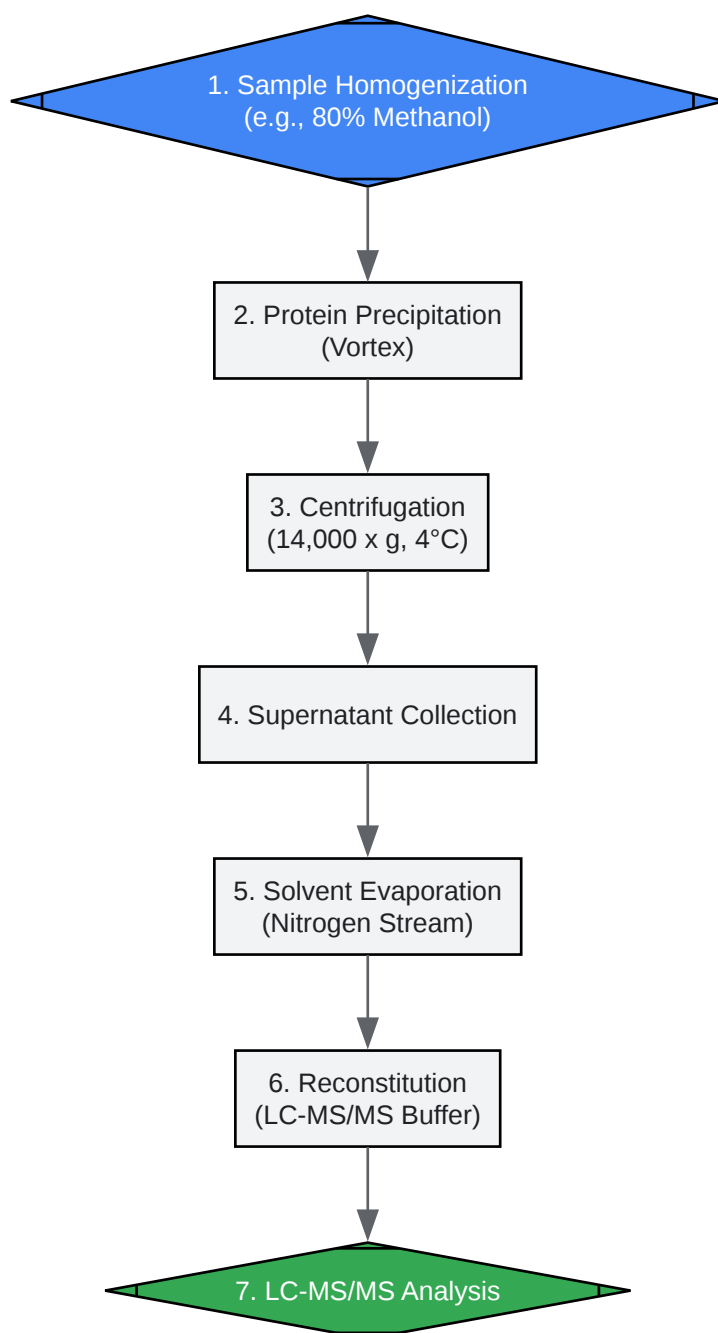 1. Sample Homogenization
(e.g., 80% Methanol)
2. Protein Precipitation
(Vortex)
3. Centrifugation
(14,000 x g, 4°C)
4. Supernatant Collection
5. Solvent Evaporation
(Nitrogen Stream)
6. Reconstitution
(LC-MS/MS Buffer)
7. LC-MS/MS Analysis